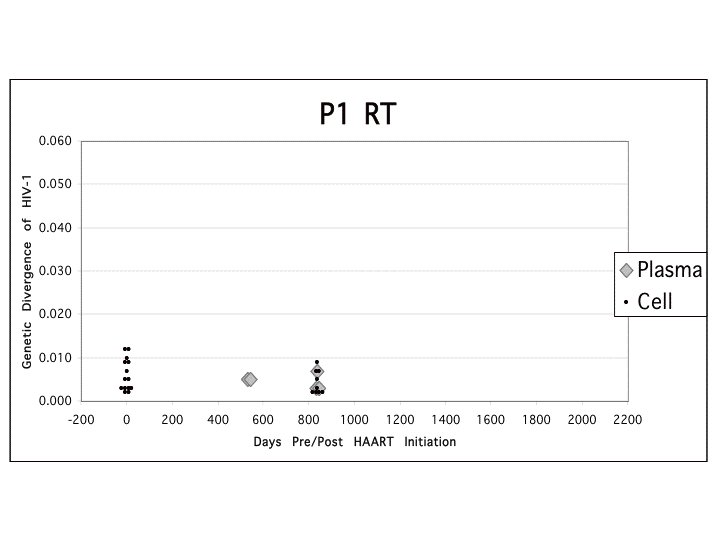 P1 RT
0.060
0.050
0.040
0.030
0.020
0.010
0.000
Genetic Divergence of HIV-1
-200 0 200 400 600 800 1000 1200 1400 1600 1800 2000 2200
Days Pre/Post HAART Initiation
Plasma
Cell